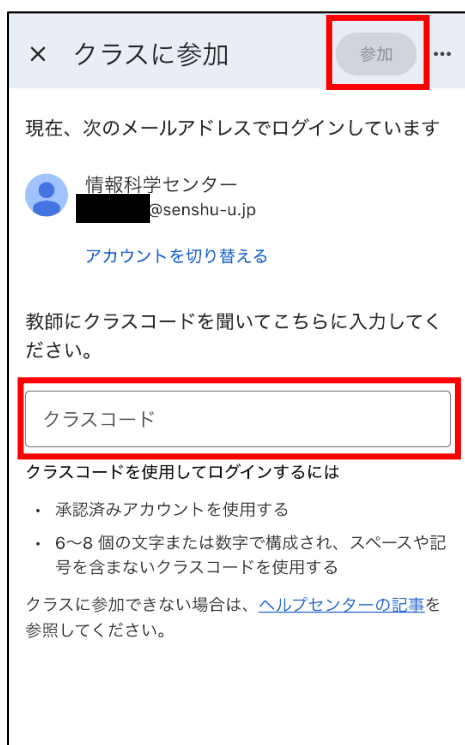 × クラスに参加 参加 …
現在、次のメールアドレスでログインしています
情報科学センター
@senshu-u.jp
アカウントを切り替える
教師にクラスコードを聞いてこちらに入力してく
ださい。
クラスコード
クラスコードを使用してログインするには
・ 承認済みアカウントを使用する
・ 6～8 個の文字または数字で構成され、スペースや記
号を含まないクラスコードを使用する
クラスに参加できない場合は、ヘルプセンターの記事を
参照してください。